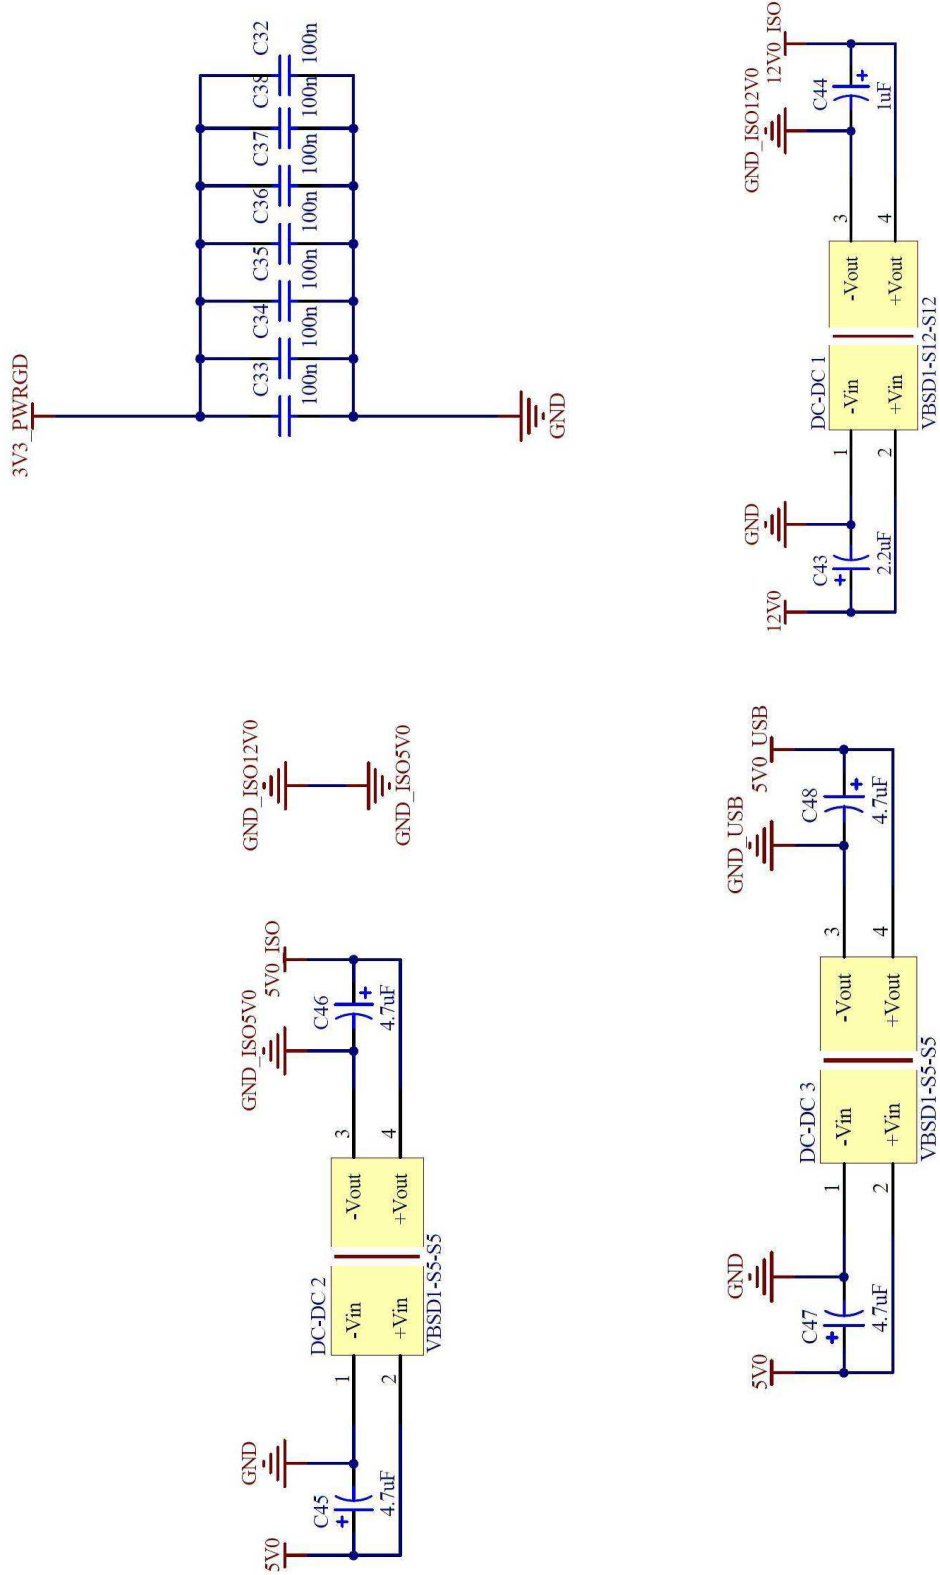 3V3_PWRGD
C33
C34
C35
C36
C37
C38
C32
100n
100n
100n
100n
100n
100n
100n
GND
GND_ISO12V0
GND_ISO5V0
5V0
GND
C45
4.7uF
1
2
DC-DC 2
-Vin
+Vin
-Vout
+Vout
VBSD1-S5-S5
3
4
GND_ISO5V0
5V0_ISO
C46
4.7uF
12V0
GND
C43
2.2uF
1
2
DC-DC 1
-Vin
+Vin
-Vout
+Vout
VBSD1-S12-S12
3
4
GND_ISO12V0
12V0_ISO
C44
1uF
5V0
GND
C47
4.7uF
1
2
DC-DC 3
-Vin
+Vin
-Vout
+Vout
VBSD1-S5-S5
3
4
GND_USB
5V0_USB
C48
4.7uF